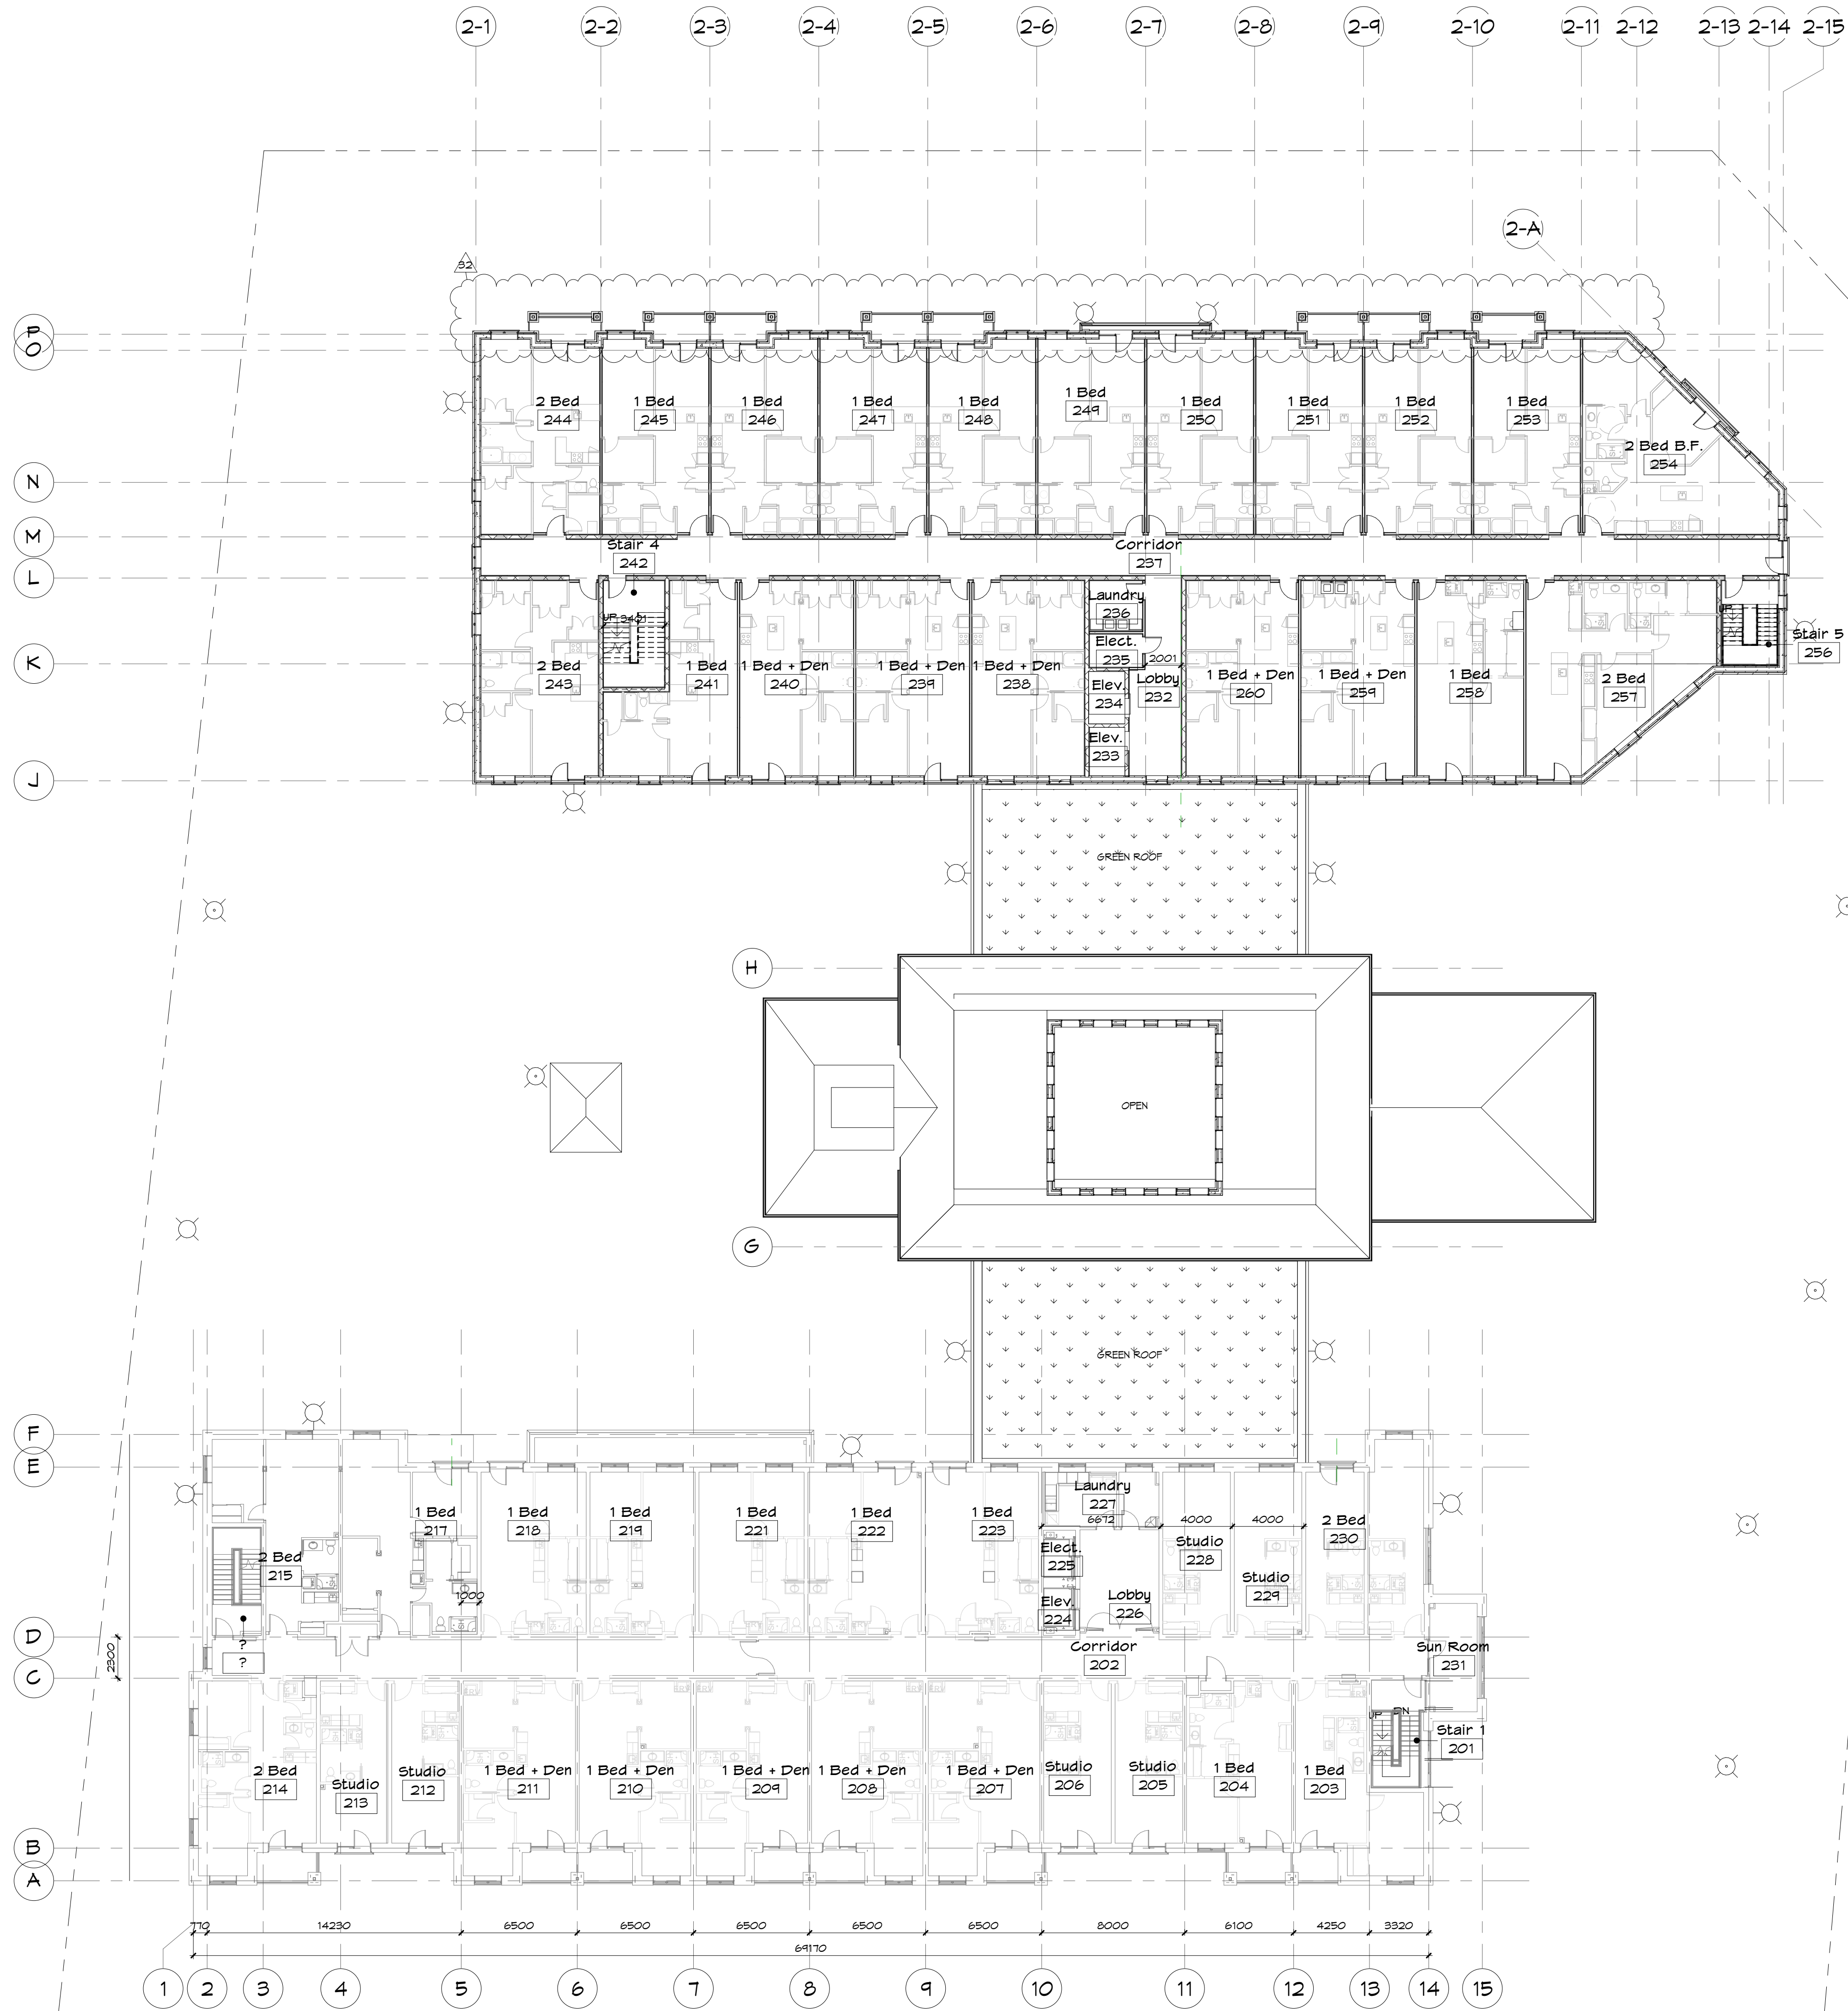 2-1 2-2 2-3 2-4 2-5 2-6 2-7 2-8 2-9 2-10 2-11 2-12 2-13 2-14 2-15
2-A
32
P
O
2 Bed
244
1 Bed
245
1 Bed
246
1 Bed
247
1 Bed
248
1 Bed
249
1 Bed
250
1 Bed
251
1 Bed
252
1 Bed
253
2 Bed B.F.
254
N
M
L
Stair 4
242
Corridor
237
Laundry
236
Elect.
235
2001
UP
3401
UP
Stair 5
256
K
2 Bed
243
1 Bed
241
1 Bed + Den
240
1 Bed + Den
239
1 Bed + Den
238
Elev.
234
Lobby
232
Elev.
233
1 Bed + Den
260
1 Bed + Den
259
1 Bed
258
2 Bed
257
J
GREEN ROOF
H
OPEN
G
GREEN ROOF
F
E
1 Bed
217
1 Bed
218
1 Bed
219
1 Bed
221
1 Bed
222
1 Bed
223
Laundry
227
6672
4000
4000
2 Bed
230
Elect.
225
Studio
228
2 Bed
215
1000
Studio
229
Elev.
224
Lobby
226
D
2300
?
?
C
Corridor
202
Sun Room
231
UP
DN
Stair 1
201
2 Bed
214
Studio
213
Studio
212
1 Bed + Den
211
1 Bed + Den
210
1 Bed + Den
209
1 Bed + Den
208
1 Bed + Den
207
Studio
206
Studio
205
1 Bed
204
1 Bed
203
B
A
770 14230 6500 6500 6500 6500 6500 8000 6100 4250 3320
69170
1 2 3 4 5 6 7 8 9 10 11 12 13 14 15